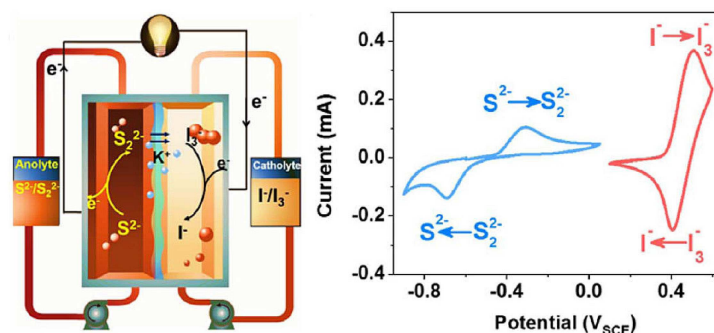 e⁻
e⁻
Anolyte
S²⁻/S₂²⁻
S₂²⁻
K⁺
I₃⁻
e⁻
e⁻
S²⁻
I⁻
Catholyte
I⁻/I₃⁻
Current (mA)
0.4
0.2
0.0
-0.2
-0.4
I⁻→I₃⁻
S²⁻→S₂²⁻
S²⁻←S₂²⁻
I⁻←I₃⁻
-0.8 -0.4 0.0 0.4
Potential (V_SCE)